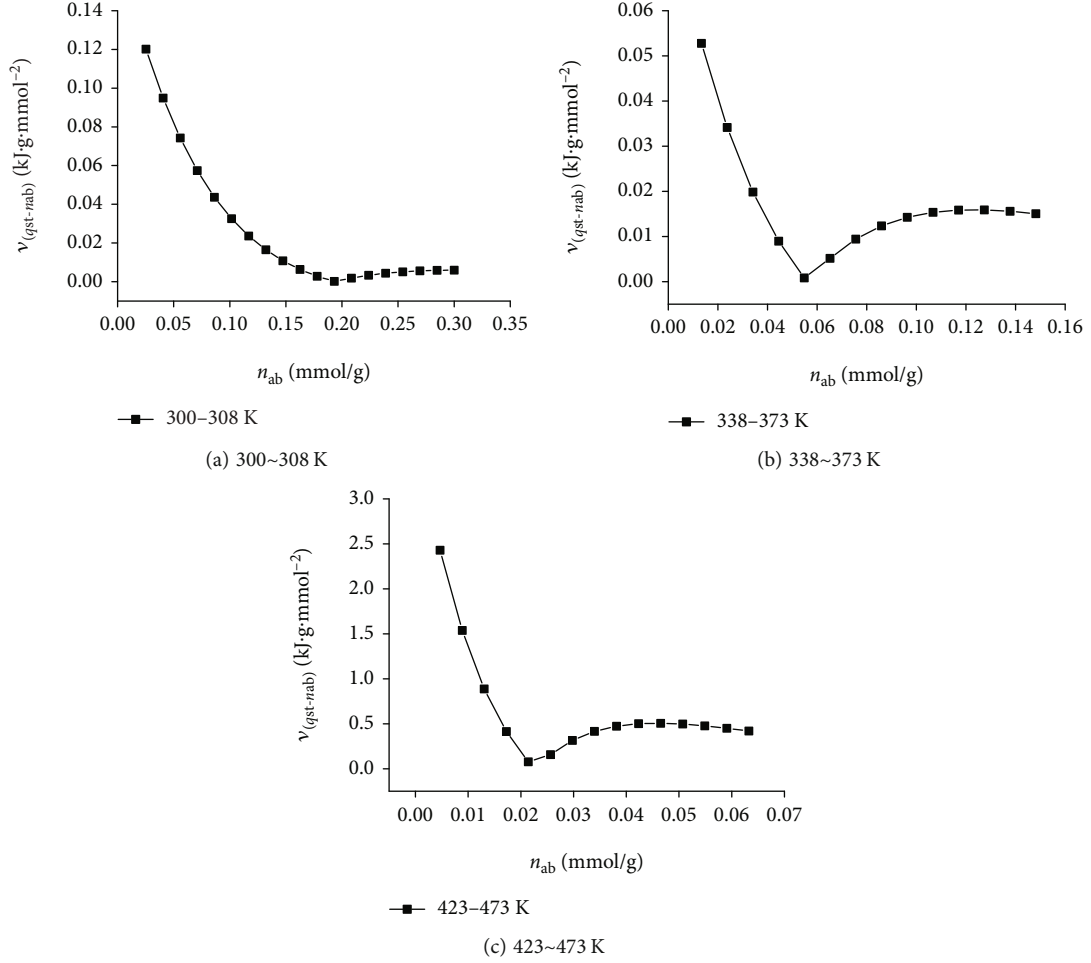 0.14
0.12
0.10
0.08
0.06
0.04
0.02
0.00
ν(qst-nab) (kJ·g·mmol−2)
0.00 0.05 0.10 0.15 0.20 0.25 0.30 0.35
nab (mmol/g)
300–308 K
(a) 300~308 K
0.06
0.05
0.04
0.03
0.02
0.01
0.00
ν(qst-nab) (kJ·g·mmol−2)
0.00 0.02 0.04 0.06 0.08 0.10 0.12 0.14 0.16
nab (mmol/g)
338–373 K
(b) 338~373 K
3.0
2.5
2.0
1.5
1.0
0.5
0.0
ν(qst-nab) (kJ·g·mmol−2)
0.00 0.01 0.02 0.03 0.04 0.05 0.06 0.07
nab (mmol/g)
423–473 K
(c) 423~473 K